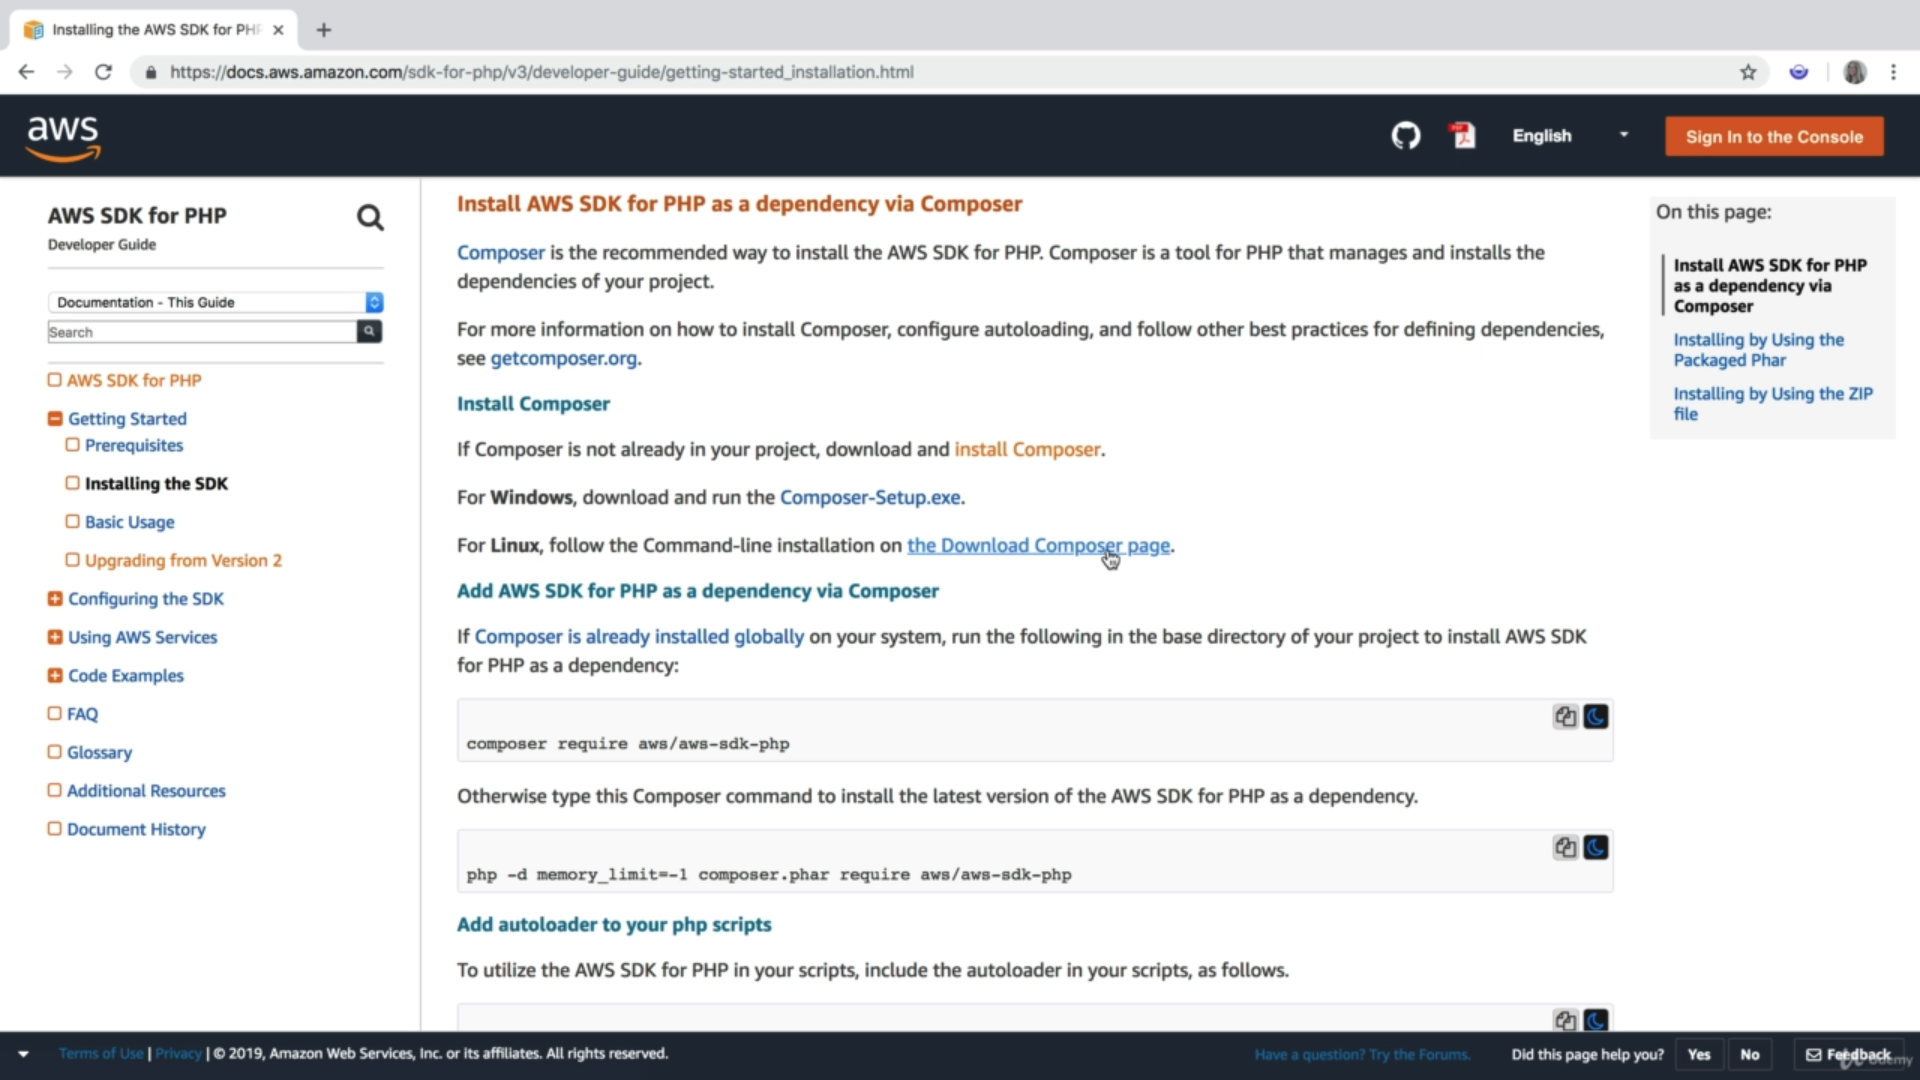 Installing the AWS SDK for PHP
https://docs.aws.amazon.com/sdk-for-php/v3/developer-guide/getting-started_installation.html
aws
English
Sign In to the Console
AWS SDK for PHP
Developer Guide
Documentation - This Guide
Search
AWS SDK for PHP
Getting Started
Prerequisites
Installing the SDK
Basic Usage
Upgrading from Version 2
Configuring the SDK
Using AWS Services
Code Examples
FAQ
Glossary
Additional Resources
Document History
Install AWS SDK for PHP as a dependency via Composer
Composer is the recommended way to install the AWS SDK for PHP. Composer is a tool for PHP that manages and installs the
dependencies of your project.
For more information on how to install Composer, configure autoloading, and follow other best practices for defining dependencies,
see getcomposer.org.
Install Composer
If Composer is not already in your project, download and install Composer.
For Windows, download and run the Composer-Setup.exe.
For Linux, follow the Command-line installation on the Download Composer page.
Add AWS SDK for PHP as a dependency via Composer
If Composer is already installed globally on your system, run the following in the base directory of your project to install AWS SDK
for PHP as a dependency:
composer require aws/aws-sdk-php
Otherwise type this Composer command to install the latest version of the AWS SDK for PHP as a dependency.
php -d memory_limit=-1 composer.phar require aws/aws-sdk-php
Add autoloader to your php scripts
To utilize the AWS SDK for PHP in your scripts, include the autoloader in your scripts, as follows.
On this page:
Install AWS SDK for PHP
as a dependency via
Composer
Installing by Using the
Packaged Phar
Installing by Using the ZIP
file
Terms of Use | Privacy | © 2019, Amazon Web Services, Inc. or its affiliates. All rights reserved.
Have a question? Try the Forums.
Did this page help you?
Yes
No
Feedback
Udemy